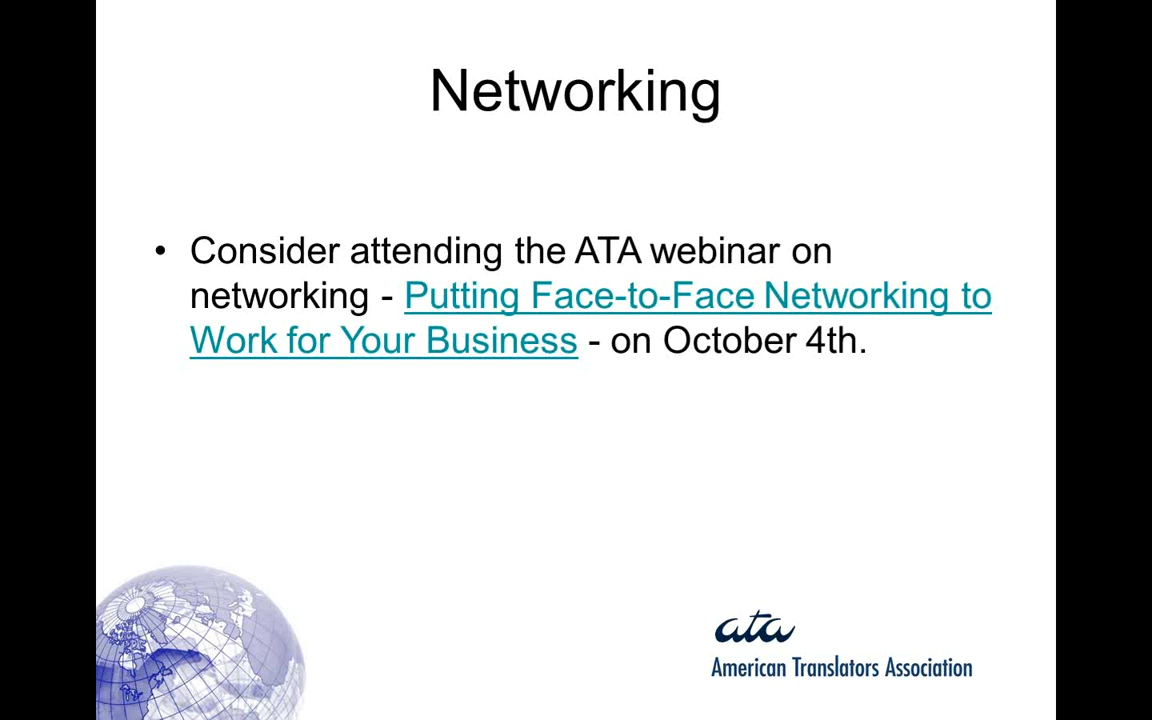 Networking
• Consider attending the ATA webinar on
networking - Putting Face-to-Face Networking to
Work for Your Business - on October 4th.
ata
American Translators Association